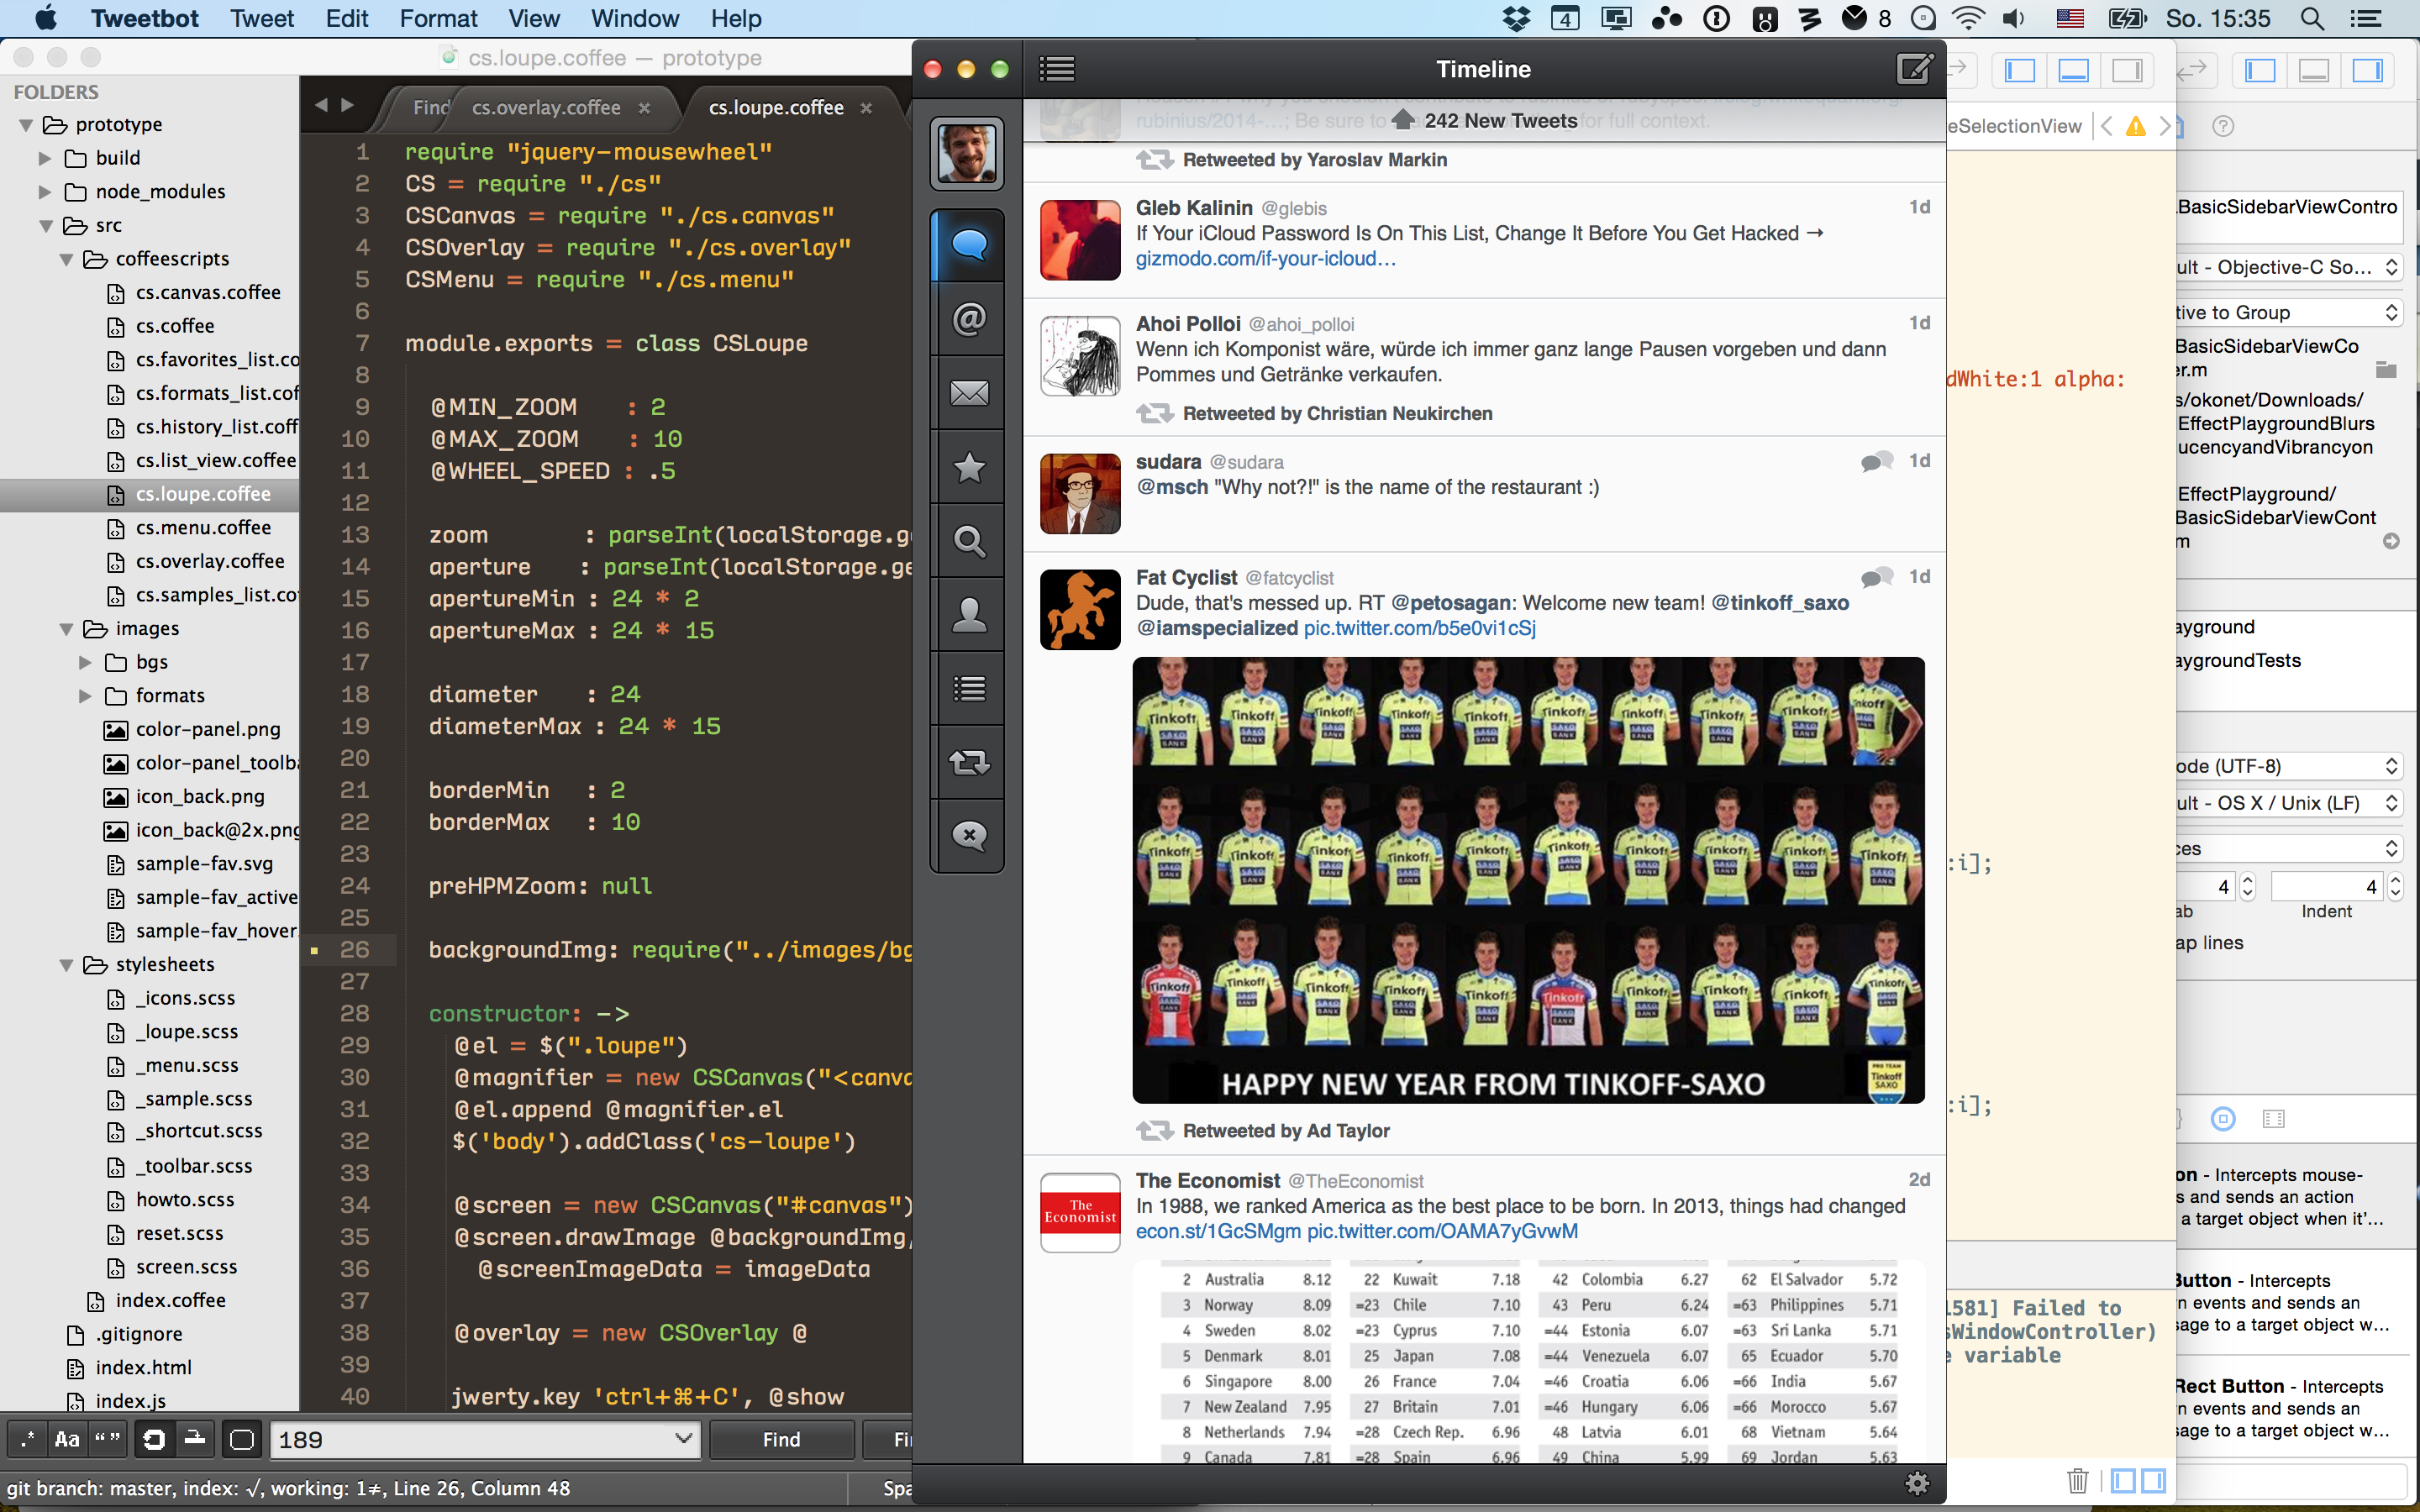 Tweetbot Tweet Edit Format View Window Help
4 8 So. 15:35
cs.loupe.coffee — prototype
FOLDERS
prototype
build
node_modules
src
coffeescripts
cs.canvas.coffee
cs.coffee
cs.favorites_list.co
cs.formats_list.cof
cs.history_list.coff
cs.list_view.coffee
cs.loupe.coffee
cs.menu.coffee
cs.overlay.coffee
cs.samples_list.co
images
bgs
formats
color-panel.png
color-panel_toolb
icon_back.png
icon_back@2x.png
sample-fav.svg
sample-fav_active
sample-fav_hover.
stylesheets
_icons.scss
_loupe.scss
_menu.scss
_sample.scss
_shortcut.scss
_toolbar.scss
howto.scss
reset.scss
screen.scss
index.coffee
.gitignore
index.html
index.js
Find cs.overlay.coffee × cs.loupe.coffee ×
1 require "jquery-mousewheel"
2 CS = require "./cs"
3 CSCanvas = require "./cs.canvas"
4 CSOverlay = require "./cs.overlay"
5 CSMenu = require "./cs.menu"
6
7 module.exports = class CSLoupe
8
9 @MIN_ZOOM : 2
10 @MAX_ZOOM : 10
11 @WHEEL_SPEED : .5
12
13 zoom : parseInt(localStorage.g
14 aperture : parseInt(localStorage.ge
15 apertureMin : 24 * 2
16 apertureMax : 24 * 15
17
18 diameter : 24
19 diameterMax : 24 * 15
20
21 borderMin : 2
22 borderMax : 10
23
24 preHPMZoom: null
25
26 backgroundImg: require("../images/bg
27
28 constructor: ->
29 @el = $(".loupe")
30 @magnifier = new CSCanvas("<canva
31 @el.append @magnifier.el
32 $('body').addClass('cs-loupe')
33
34 @screen = new CSCanvas("#canvas")
35 @screen.drawImage @backgroundImg,
36 @screenImageData = imageData
37
38 @overlay = new CSOverlay @
39
40 jwerty.key 'ctrl+⌘+C', @show
.* Aa “ ” 189 Find Fi
git branch: master, index: √, working: 1≠, Line 26, Column 48 Spa
Timeline
rubinius/2014-...; Be sure to for full context.
242 New Tweets
Retweeted by Yaroslav Markin
Gleb Kalinin @glebis 1d
If Your iCloud Password Is On This List, Change It Before You Get Hacked →
gizmodo.com/if-your-icloud…
Ahoi Polloi @ahoi_polloi 1d
Wenn ich Komponist wäre, würde ich immer ganz lange Pausen vorgeben und dann
Pommes und Getränke verkaufen.
Retweeted by Christian Neukirchen
sudara @sudara 1d
@msch "Why not?!" is the name of the restaurant :)
Fat Cyclist @fatcyclist 1d
Dude, that's messed up. RT @petosagan: Welcome new team! @tinkoff_saxo
@iamspecialized pic.twitter.com/b5e0vi1cSj
HAPPY NEW YEAR FROM TINKOFF-SAXO
PRO TEAM
Tinkoff
SAXO
Retweeted by Ad Taylor
The Economist @TheEconomist 2d
The
Economist
In 1988, we ranked America as the best place to be born. In 2013, things had changed
econ.st/1GcSMgm pic.twitter.com/OAMA7yGvwM
2 Australia 8.12 22 Kuwait 7.18 42 Colombia 6.27 62 El Salvador 5.72
3 Norway 8.09 =23 Chile 7.10 43 Peru 6.24 =63 Philippines 5.71
4 Sweden 8.02 =23 Cyprus 7.10 =44 Estonia 6.07 =63 Sri Lanka 5.71
5 Denmark 8.01 25 Japan 7.08 =44 Venezuela 6.07 65 Ecuador 5.70
6 Singapore 8.00 26 France 7.04 =46 Croatia 6.06 =66 India 5.67
7 New Zealand 7.95 27 Britain 7.01 =46 Hungary 6.06 =66 Morocco 5.67
8 Netherlands 7.94 =28 Czech Rep. 6.96 48 Latvia 6.01 68 Vietnam 5.64
9 Canada 7.81 =28 Spain 6.96 49 China 5.99 69 Jordan 5.63
eSelectionView
dWhite:1 alpha:
:i];
:i];
1581] Failed to
sWindowController)
e variable
BasicSidebarViewContro
ult - Objective-C So...
tive to Group
BasicSidebarViewCo
er.m
s/okonet/Downloads/
EffectPlaygroundBlurs
ucencyandVibrancyon
EffectPlayground/
BasicSidebarViewCont
m
ayground
aygroundTests
ode (UTF-8)
ult - OS X / Unix (LF)
ces
4 4
ab Indent
ap lines
on - Intercepts mouse-
s and sends an action
a target object when it'...
Button - Intercepts
n events and sends an
sage to a target object w...
Rect Button - Intercepts
n events and sends an
sage to a target object w...